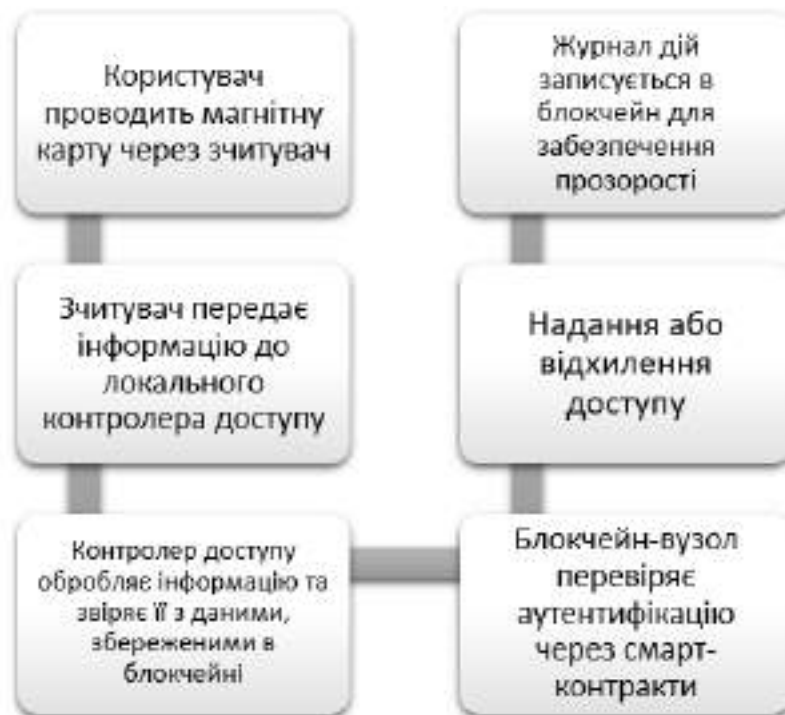 Користувач
проводить магнітну
карту через зчитувач
Зчитувач передає
інформацію до
локального
контролера доступу
Контролер доступу
обробляє інформацію та
звіряє її з даними,
збереженими в
блокчейні
Блокчейн-вузол
перевіряє
аутентифікацію
через смарт-
контракти
Надання або
відхилення
доступу
Журнал дій
записується в
блокчейн для
забезпечення
прозорості